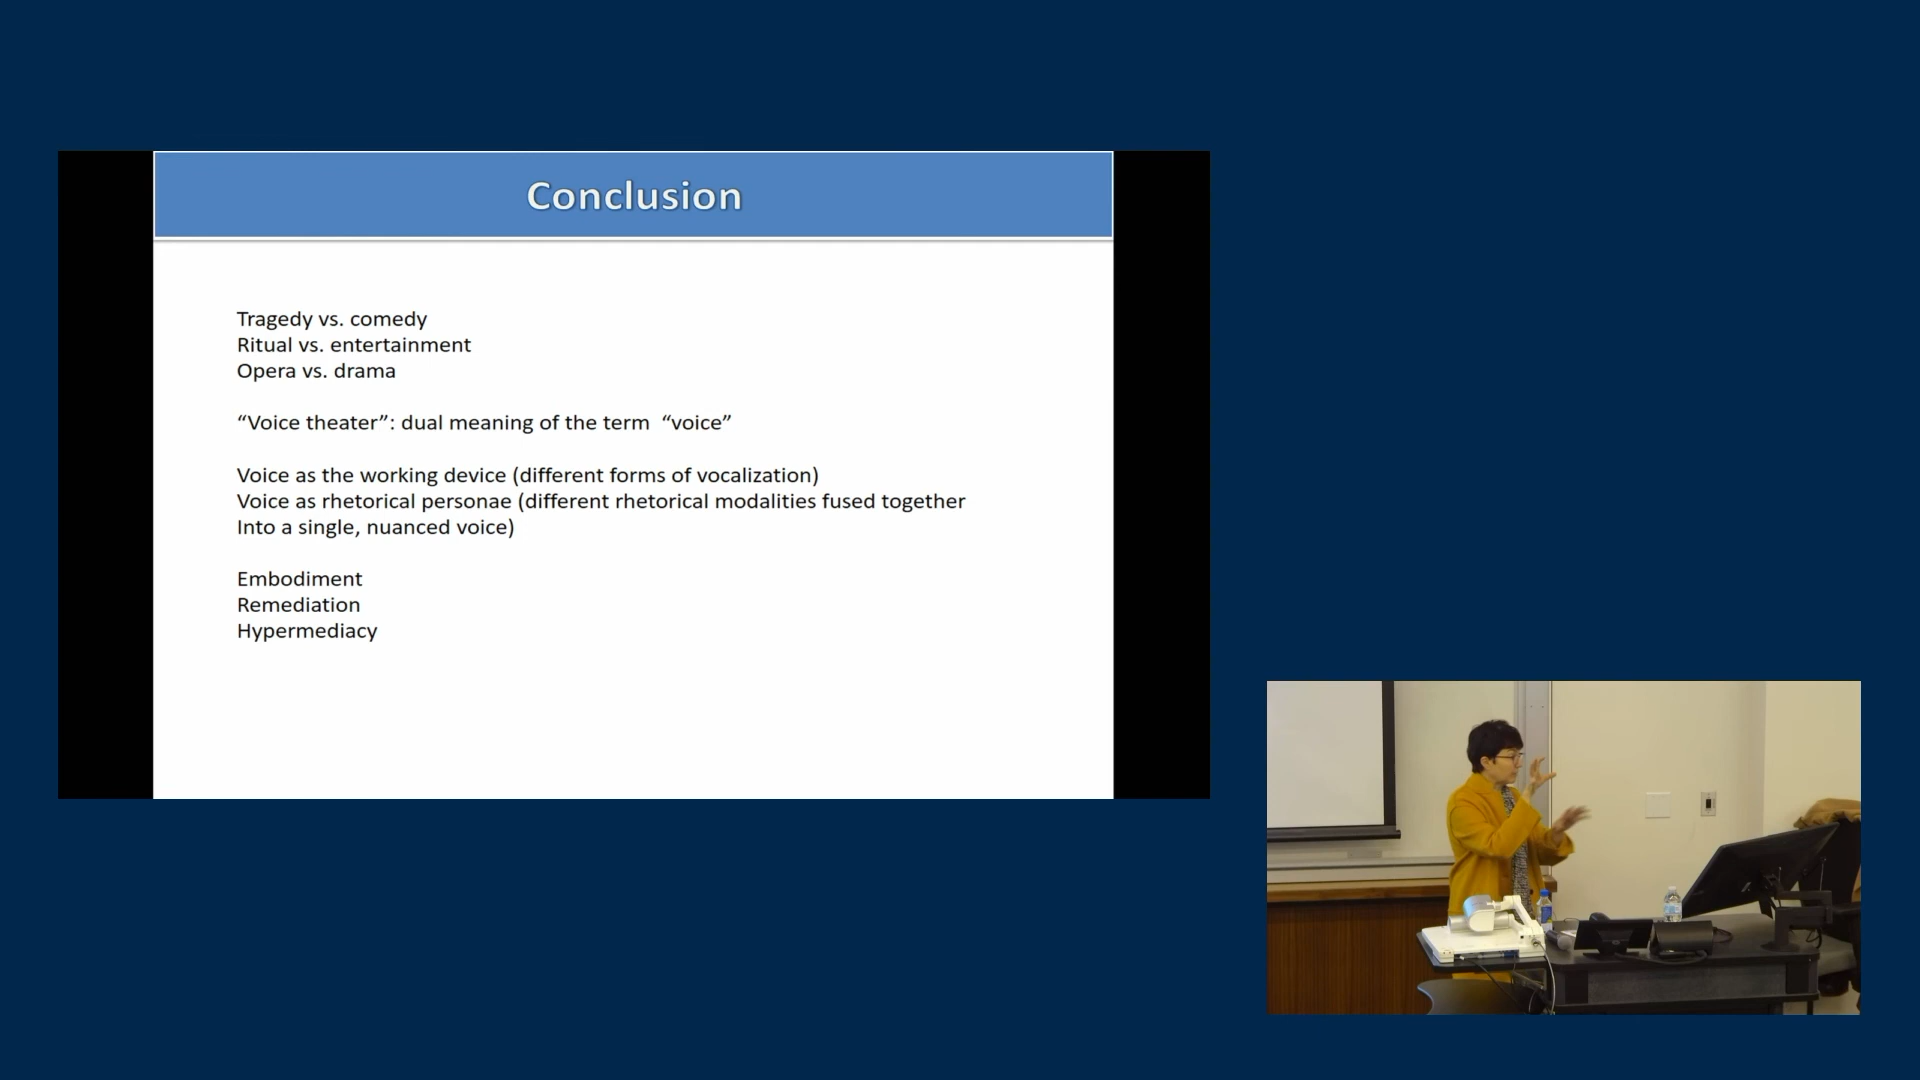 Conclusion
Tragedy vs. comedy
Ritual vs. entertainment
Opera vs. drama
“Voice theater”: dual meaning of the term  “voice”
Voice as the working device (different forms of vocalization)
Voice as rhetorical personae (different rhetorical modalities fused together
Into a single, nuanced voice)
Embodiment
Remediation
Hypermediacy